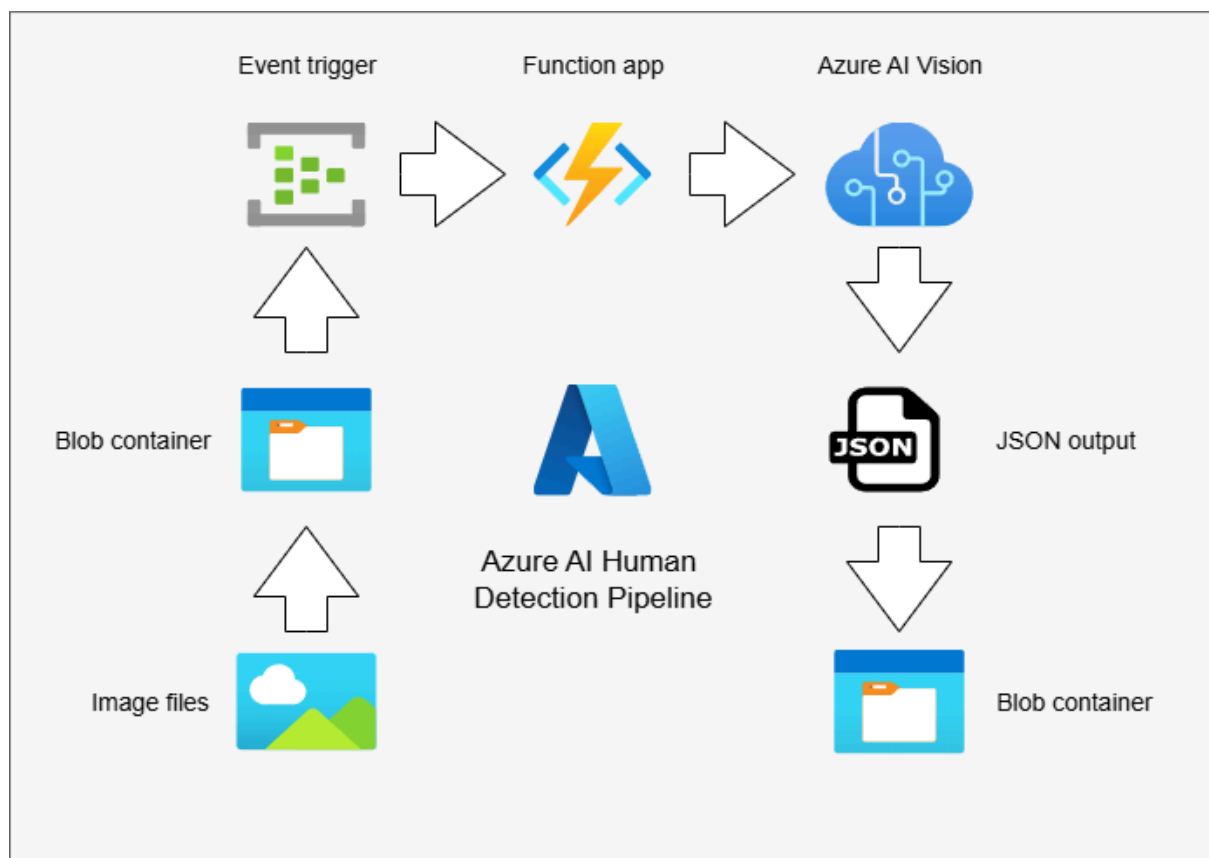 Event trigger
Function app
Azure AI Vision
Blob container
JSON
JSON output
Azure AI Human
Detection Pipeline
Image files
Blob container